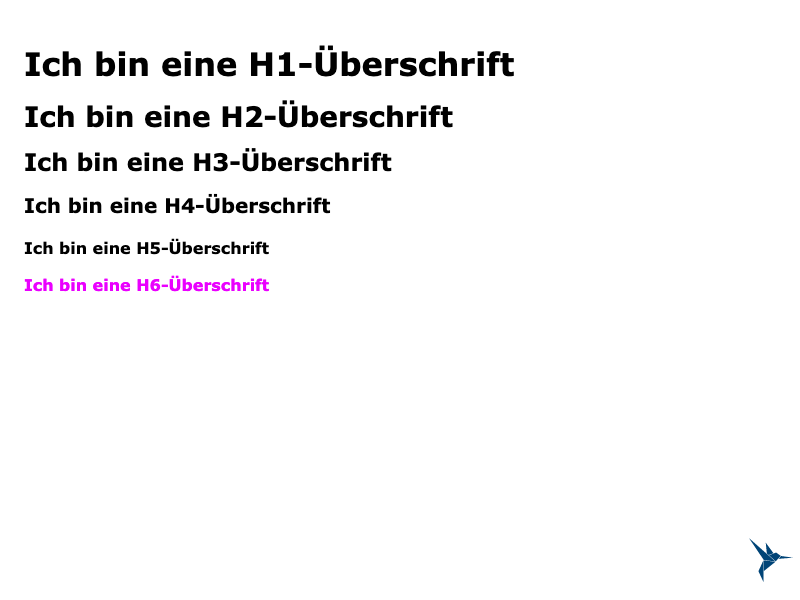 Ich bin eine H1-Überschrift
Ich bin eine H2-Überschrift
Ich bin eine H3-Überschrift
Ich bin eine H4-Überschrift
Ich bin eine H5-Überschrift
Ich bin eine H6-Überschrift